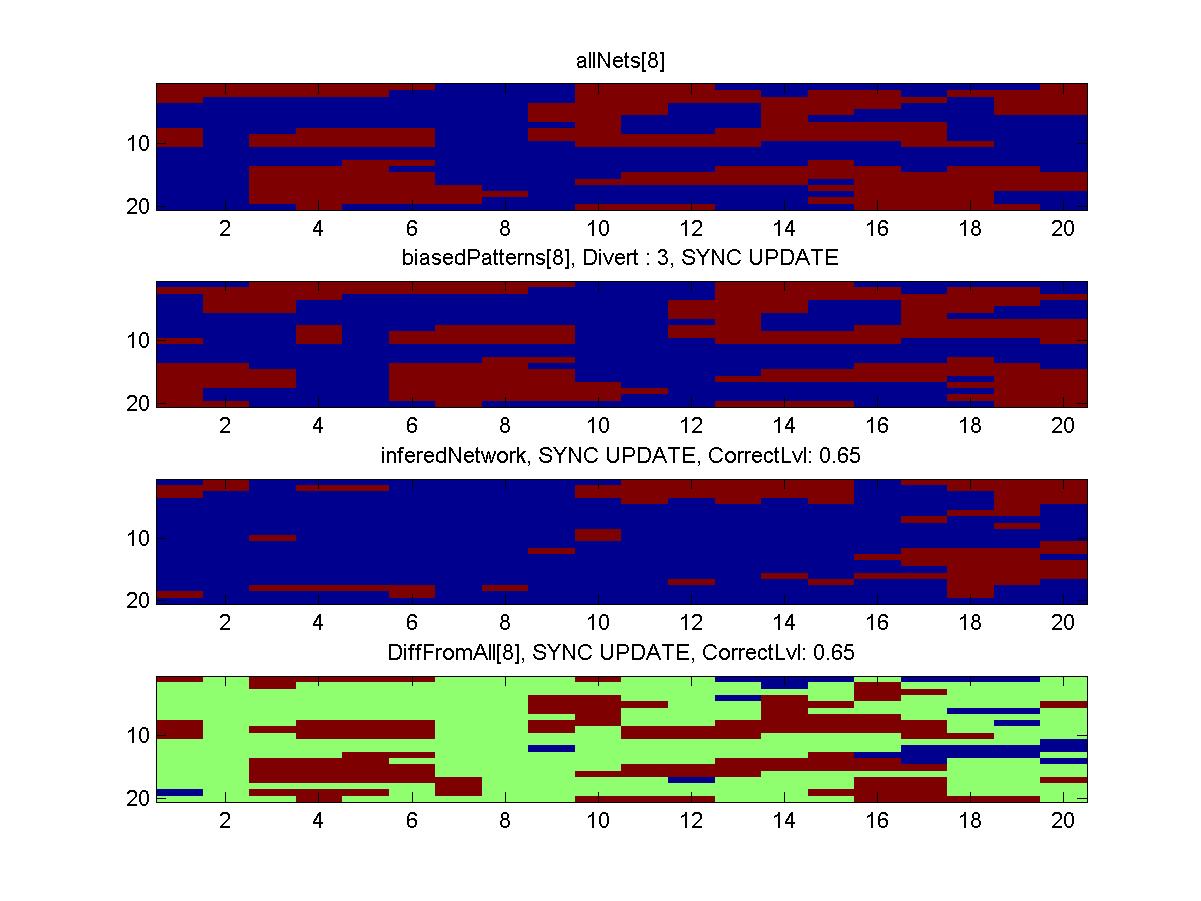 allNets[8]
10
20
2 4 6 8 10 12 14 16 18 20
biasedPatterns[8], Divert : 3, SYNC UPDATE
10
20
2 4 6 8 10 12 14 16 18 20
inferedNetwork, SYNC UPDATE, CorrectLvl: 0.65
10
20
2 4 6 8 10 12 14 16 18 20
DiffFromAll[8], SYNC UPDATE, CorrectLvl: 0.65
10
20
2 4 6 8 10 12 14 16 18 20